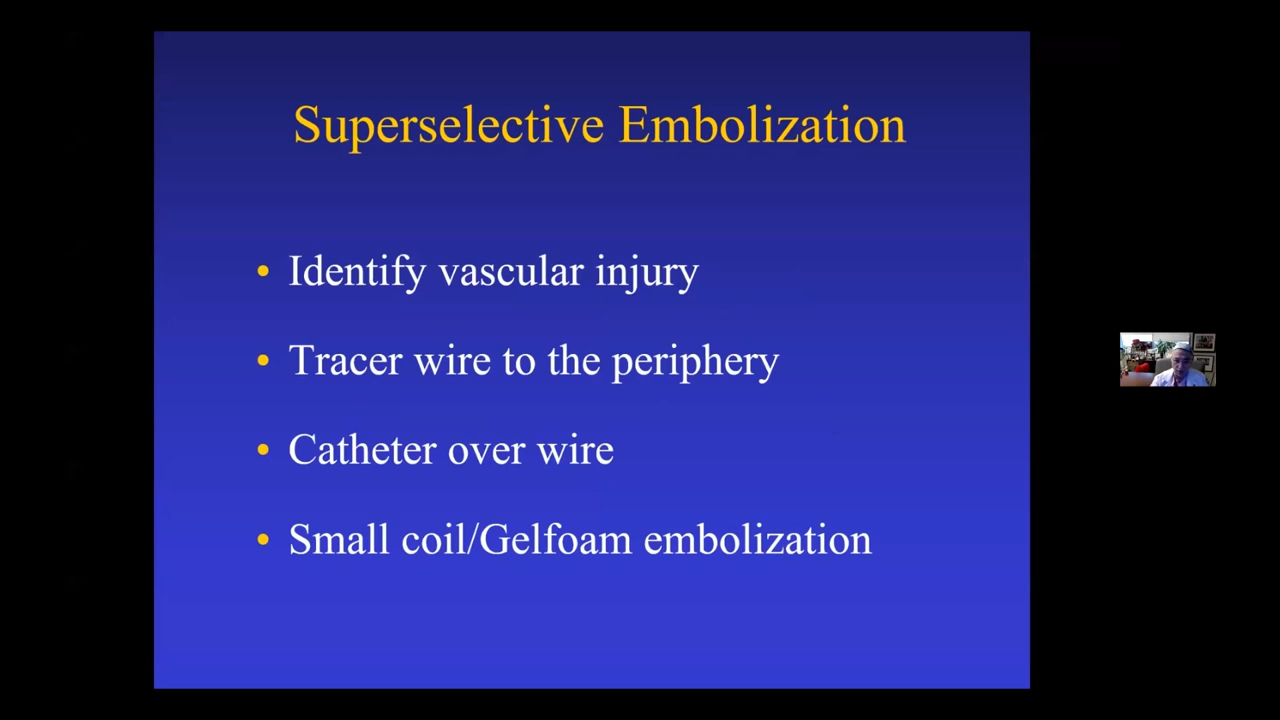 Superselective Embolization
• Identify vascular injury
• Tracer wire to the periphery
• Catheter over wire
• Small coil/Gelfoam embolization